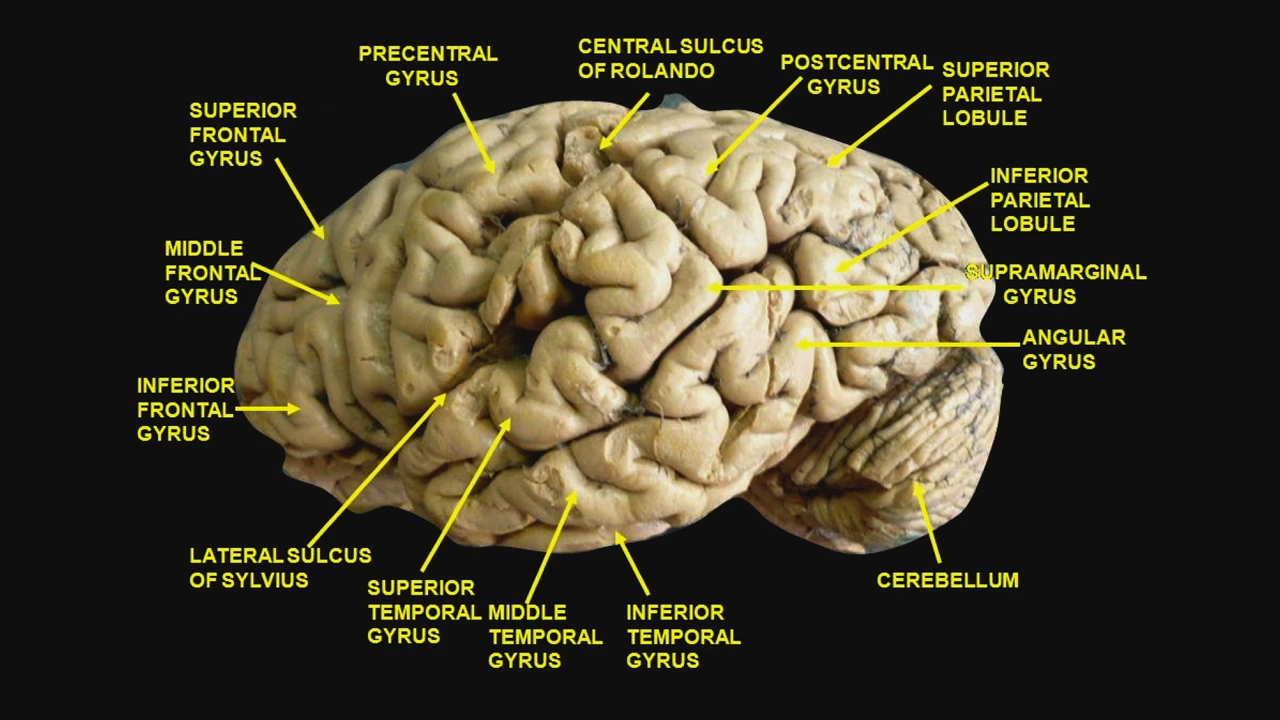 PRECENTRAL
GYRUS
CENTRAL SULCUS
OF ROLANDO
POSTCENTRAL
GYRUS
SUPERIOR
PARIETAL
LOBULE
SUPERIOR
FRONTAL
GYRUS
INFERIOR
PARIETAL
LOBULE
MIDDLE
FRONTAL
GYRUS
SUPRAMARGINAL
GYRUS
ANGULAR
GYRUS
INFERIOR
FRONTAL
GYRUS
LATERAL SULCUS
OF SYLVIUS
SUPERIOR
TEMPORAL
GYRUS
MIDDLE
TEMPORAL
GYRUS
INFERIOR
TEMPORAL
GYRUS
CEREBELLUM